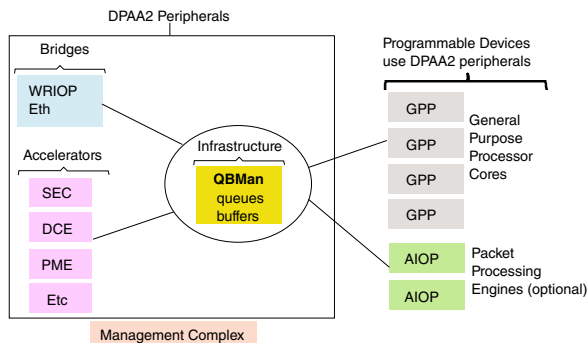 DPAA2 Peripherals
Bridges
WRIOP
Eth
Accelerators
SEC
DCE
PME
Etc
Infrastructure
QBMan
queues
buffers
Management Complex
Programmable Devices
use DPAA2 peripherals
GPP
GPP
GPP
GPP
General
Purpose
Processor
Cores
AIOP
AIOP
Packet
Processing
Engines (optional)